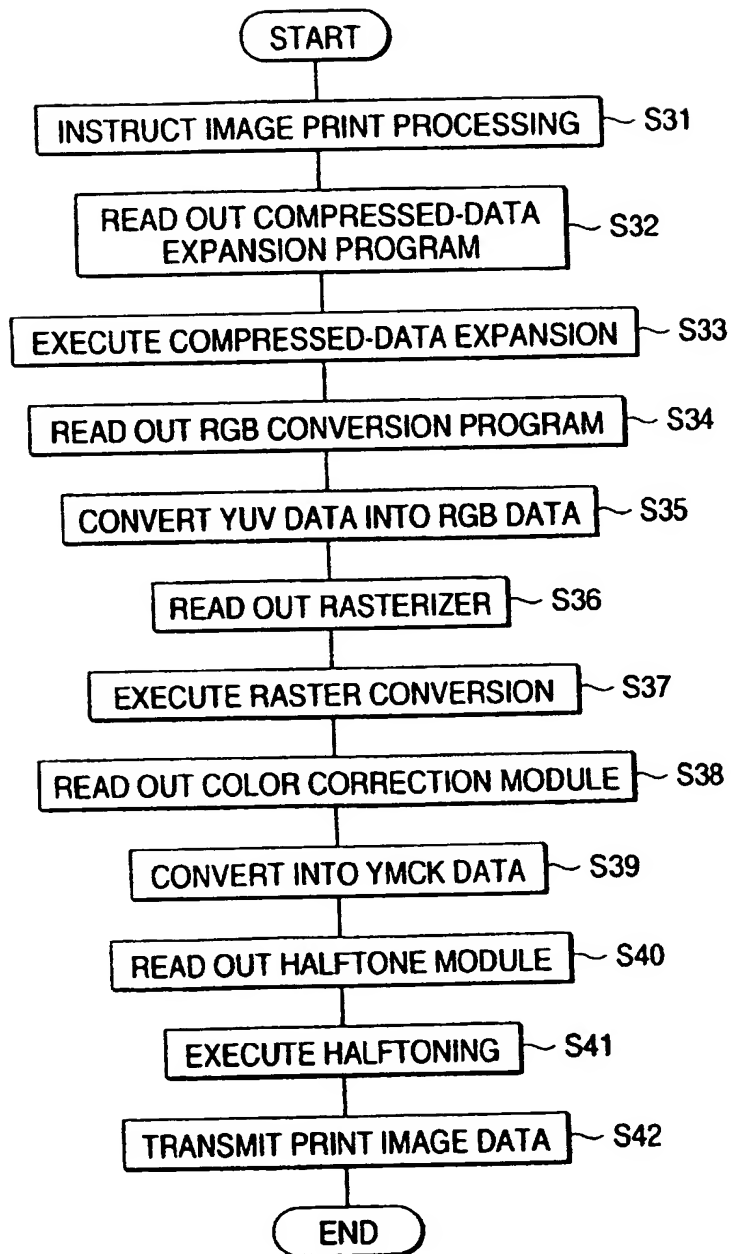 START
INSTRUCT IMAGE PRINT PROCESSING S31
READ OUT COMPRESSED-DATA
EXPANSION PROGRAM S32
EXECUTE COMPRESSED-DATA EXPANSION S33
READ OUT RGB CONVERSION PROGRAM S34
CONVERT YUV DATA INTO RGB DATA S35
READ OUT RASTERIZER S36
EXECUTE RASTER CONVERSION S37
READ OUT COLOR CORRECTION MODULE S38
CONVERT INTO YMCK DATA S39
READ OUT HALFTONE MODULE S40
EXECUTE HALFTONING S41
TRANSMIT PRINT IMAGE DATA S42
END